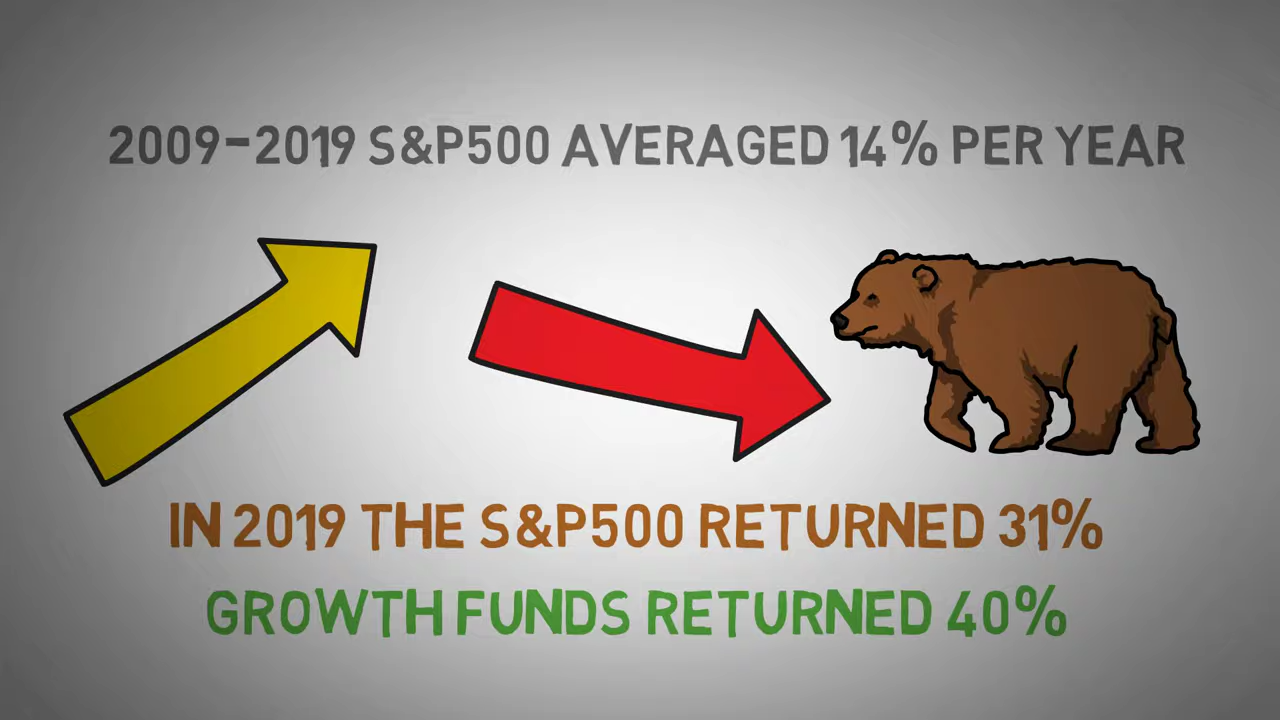 2009-2019 S&P500 AVERAGED 14% PER YEAR
IN 2019 THE S&P500 RETURNED 31%
GROWTH FUNDS RETURNED 40%